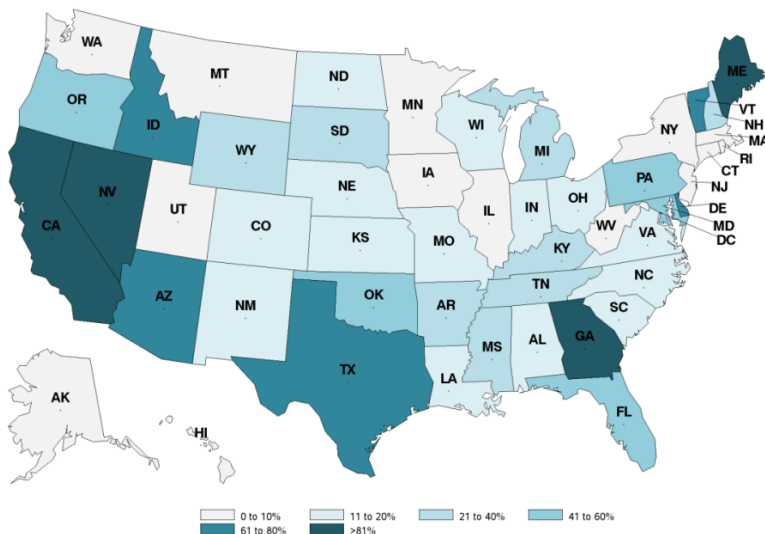 WA
MT
ND
MN
ME
OR
ID
WY
SD
WI
MI
NY
VT
NH
MA
RI
CT
NJ
PA
DE
MD
DC
CA
NV
UT
CO
NE
IA
IL
IN
OH
WV
VA
KS
MO
KY
NC
AZ
NM
OK
AR
TN
SC
TX
LA
MS
AL
GA
FL
AK
HI
0 to 10%
11 to 20%
21 to 40%
41 to 60%
61 to 80%
>81%